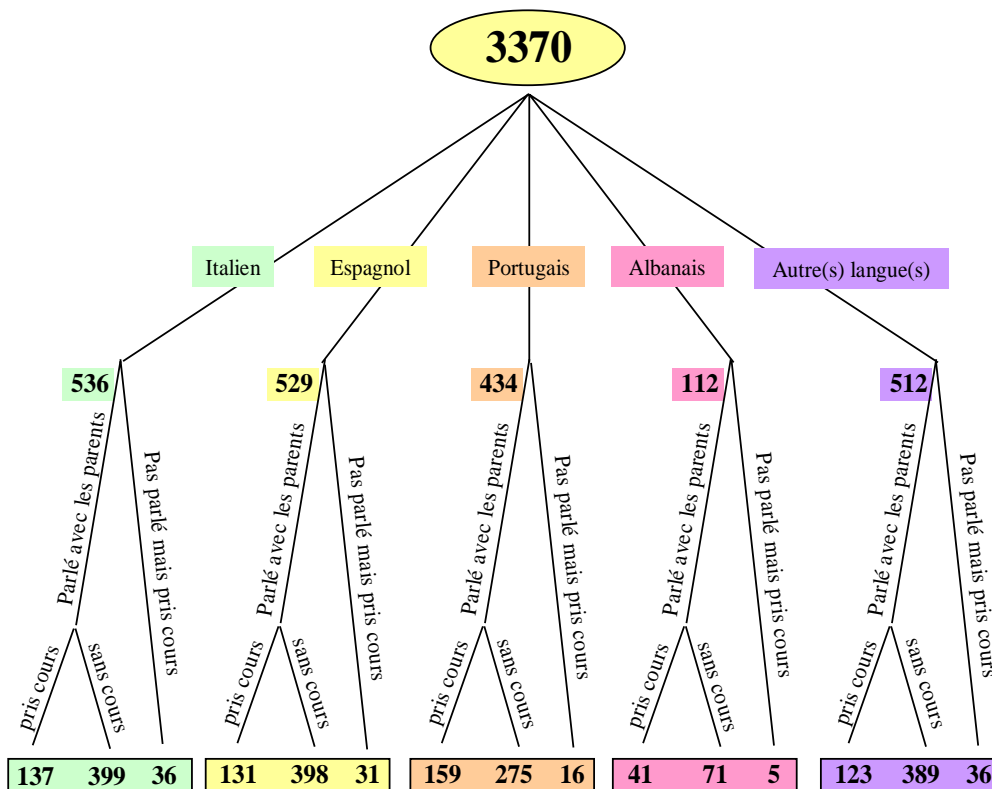 3370
Italien
Espagnol
Portugais
Albanais
Autre(s) langue(s)
536
529
434
112
512
Parlé avec les parents
Pas parlé mais pris cours
Parlé avec les parents
Pas parlé mais pris cours
Parlé avec les parents
Pas parlé mais pris cours
Parlé avec les parents
Pas parlé mais pris cours
Parlé avec les parents
Pas parlé mais pris cours
pris cours
sans cours
pris cours
sans cours
pris cours
sans cours
pris cours
sans cours
pris cours
sans cours
137 399 36
131 398 31
159 275 16
41 71 5
123 389 36